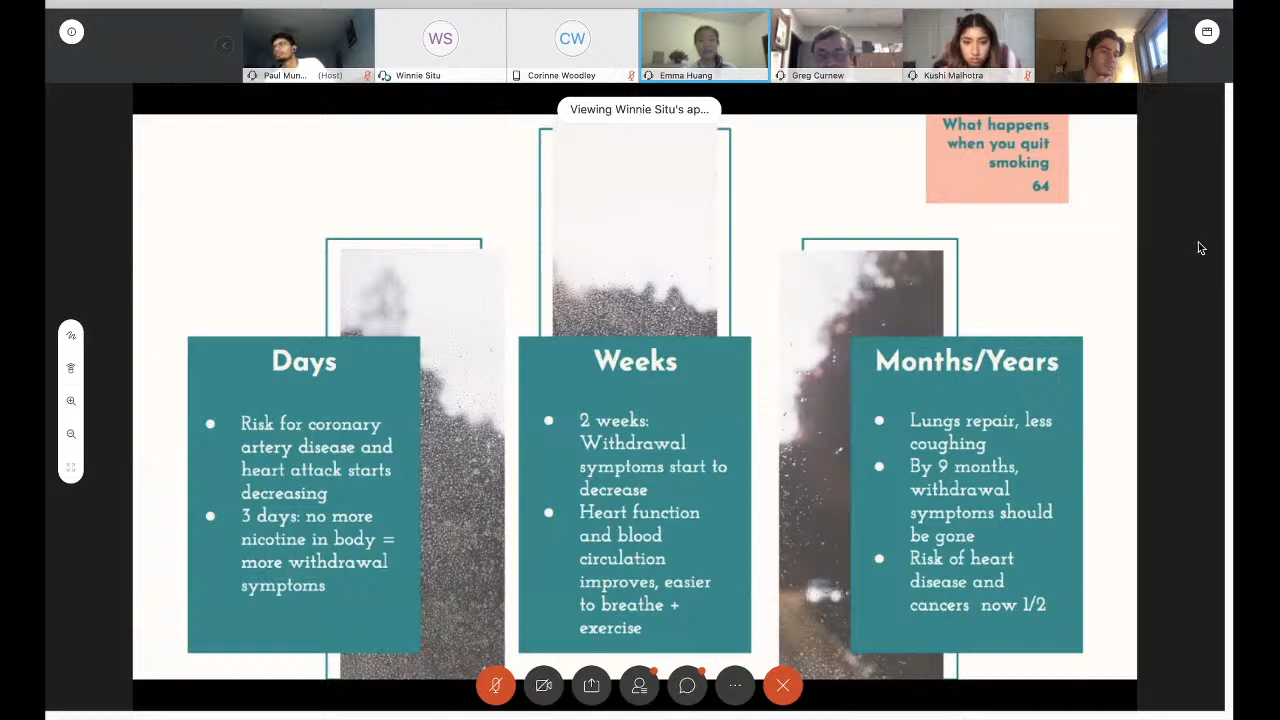 WS
CW
Paul Mun... (Host)
Winnie Situ
Corinne Woodley
Emma Huang
Greg Curnew
Kushi Malhotra
Viewing Winnie Situ's ap...
What happens
when you quit
smoking
64
Days
Risk for coronary
artery disease and
heart attack starts
decreasing
3 days: no more
nicotine in body =
more withdrawal
symptoms
Weeks
2 weeks:
Withdrawal
symptoms start to
decrease
Heart function
and blood
circulation
improves, easier
to breathe +
exercise
Months/Years
Lungs repair, less
coughing
By 9 months,
withdrawal
symptoms should
be gone
Risk of heart
disease and
cancers now 1/2